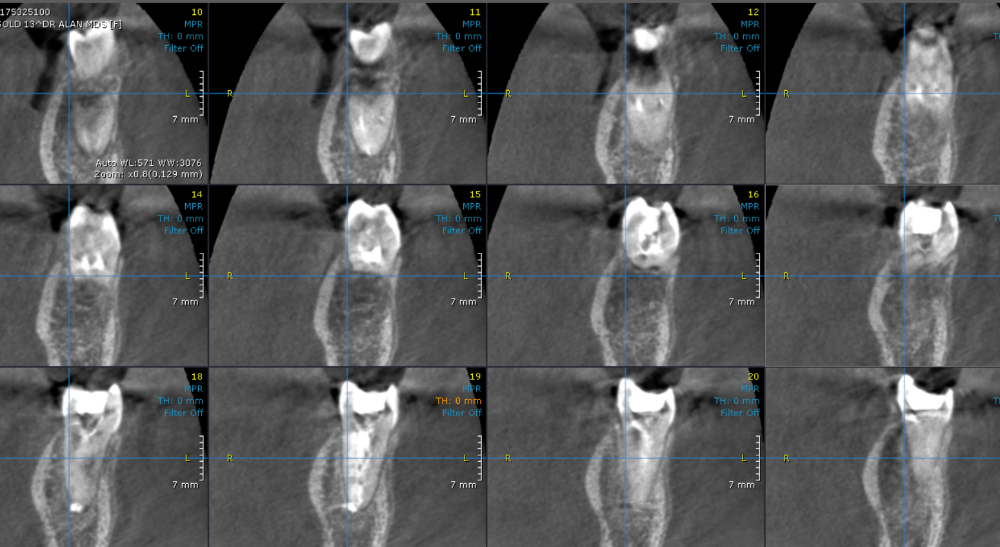 175325100
GOLD 13^DR ALAN MDS [F]
10
MPR
TH: 0 mm
Filter Off
L
7 mm
Auto WL:571 WW:3076
Zoom: x0.8(0.129 mm)
11
MPR
TH: 0 mm
Filter Off
R
L
7 mm
12
MPR
TH: 0 mm
Filter Off
R
L
7 mm
R
14
MPR
TH: 0 mm
Filter Off
L
7 mm
15
MPR
TH: 0 mm
Filter Off
R
L
7 mm
16
MPR
TH: 0 mm
Filter Off
R
L
7 mm
R
18
MPR
TH: 0 mm
Filter Off
L
7 mm
19
MPR
TH: 0 mm
Filter Off
R
L
7 mm
20
MPR
TH: 0 mm
Filter Off
R
L
7 mm
R